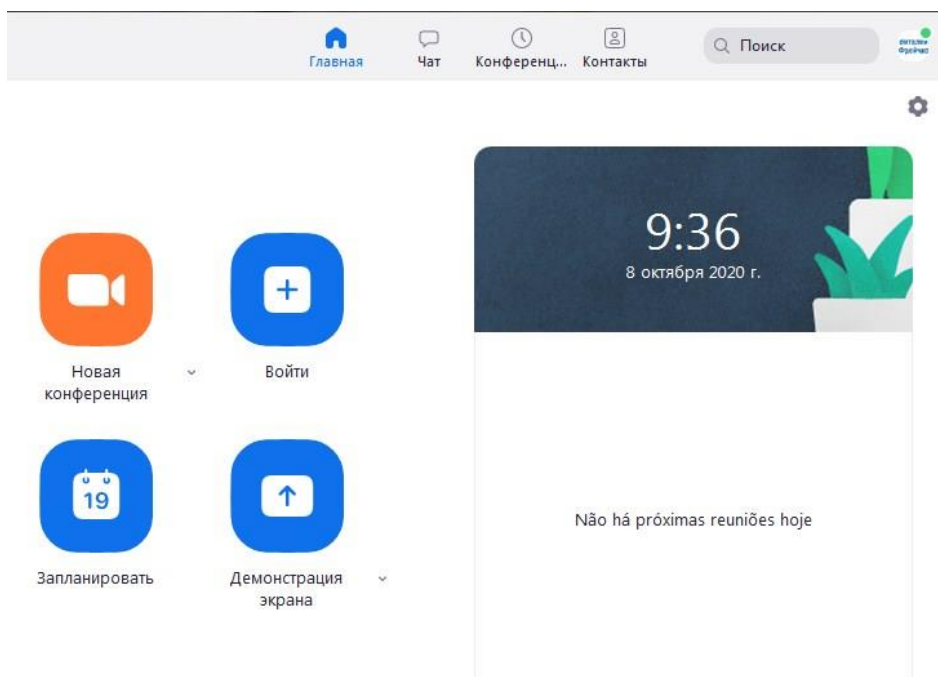 Главная
Чат
Конференц...
Контакты
Поиск
9:36
8 октября 2020 г.
Новая
конференция
Войти
19
Запланировать
Демонстрация
экрана
Não há próximas reuniões hoje